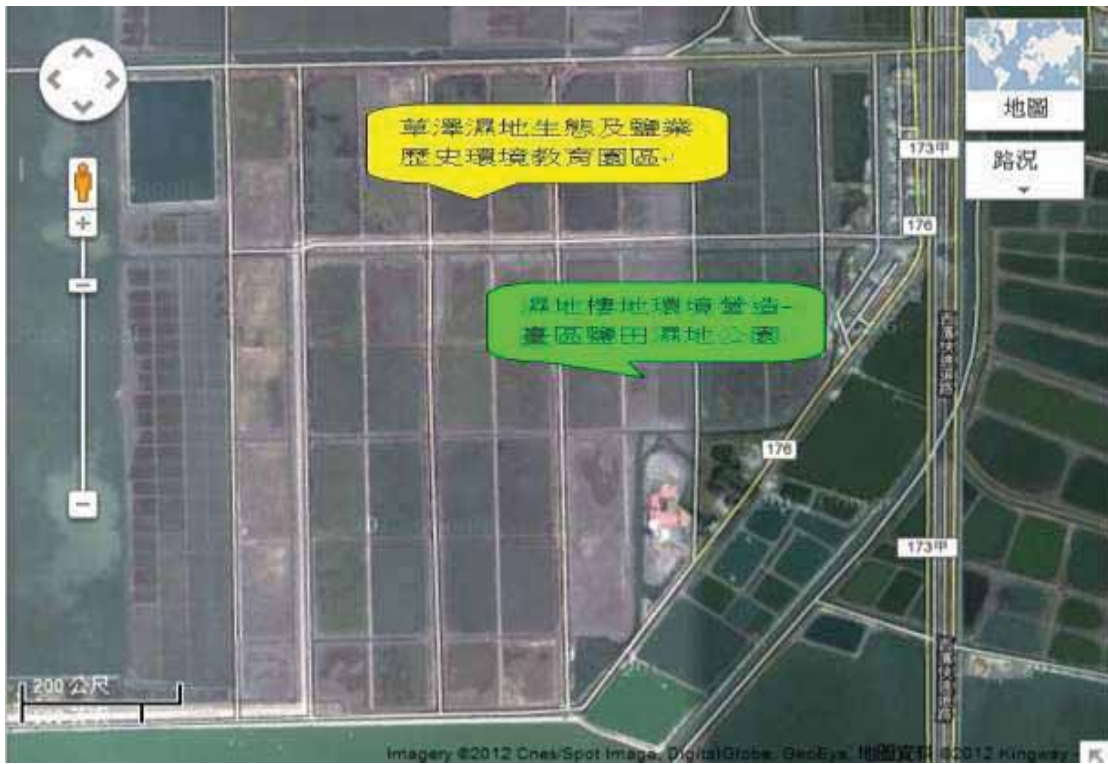 地圖
路況
草澤濕地生態及鹽業
歷史環境教育園區
濕地棲地環境營造-
臺區鹽田濕地公園
173甲
176
176
173甲
200 公尺
Imagery ©2012 Cnes/Spot Image, DigitalGlobe, GeoEye, 地圖資料 ©2012 Kingway -